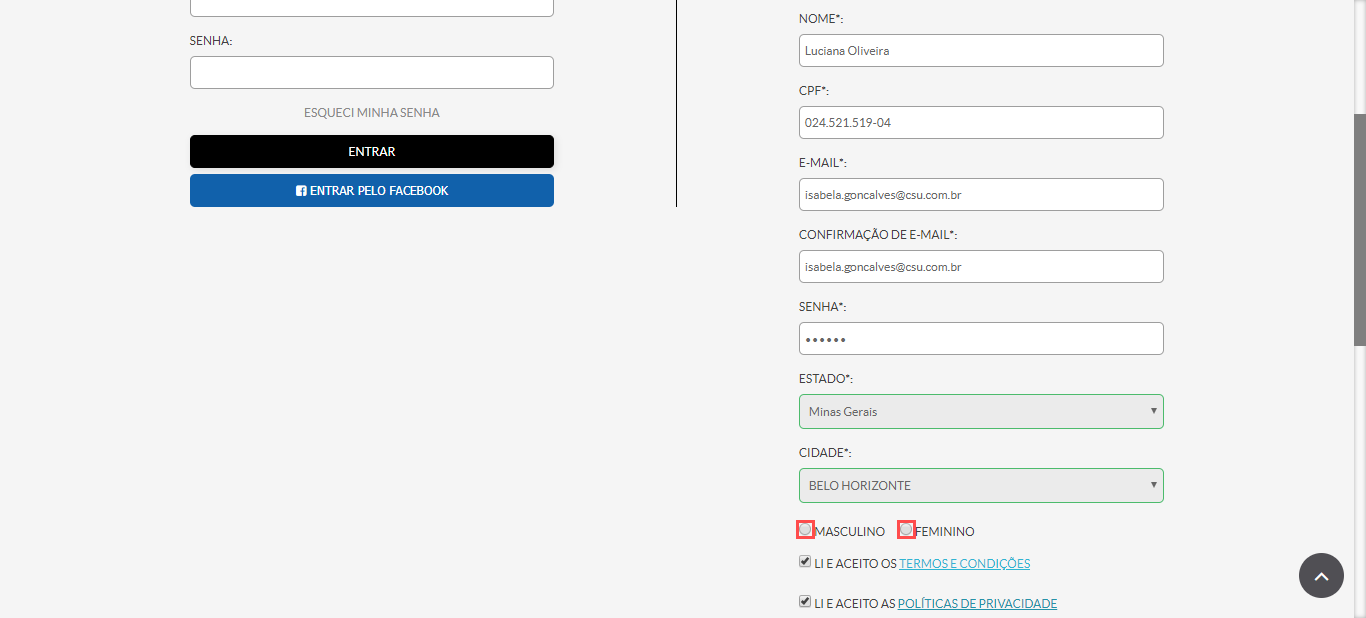 SENHA:
ESQUECI MINHA SENHA
ENTRAR
ENTRAR PELO FACEBOOK
NOME*:
Luciana Oliveira
CPF*:
024.521.519-04
E-MAIL*:
isabela.goncalves@csu.com.br
CONFIRMAÇÃO DE E-MAIL*:
isabela.goncalves@csu.com.br
SENHA*:
••••••
ESTADO*:
Minas Gerais
CIDADE*:
BELO HORIZONTE
MASCULINO FEMININO
LI E ACEITO OS TERMOS E CONDIÇÕES
LI E ACEITO AS POLÍTICAS DE PRIVACIDADE